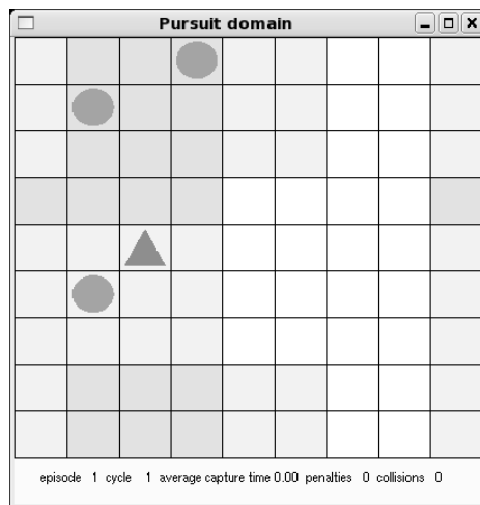 Pursuit domain
episode 1 cycle 1 average capture time 0.00 penalties 0 collisions 0